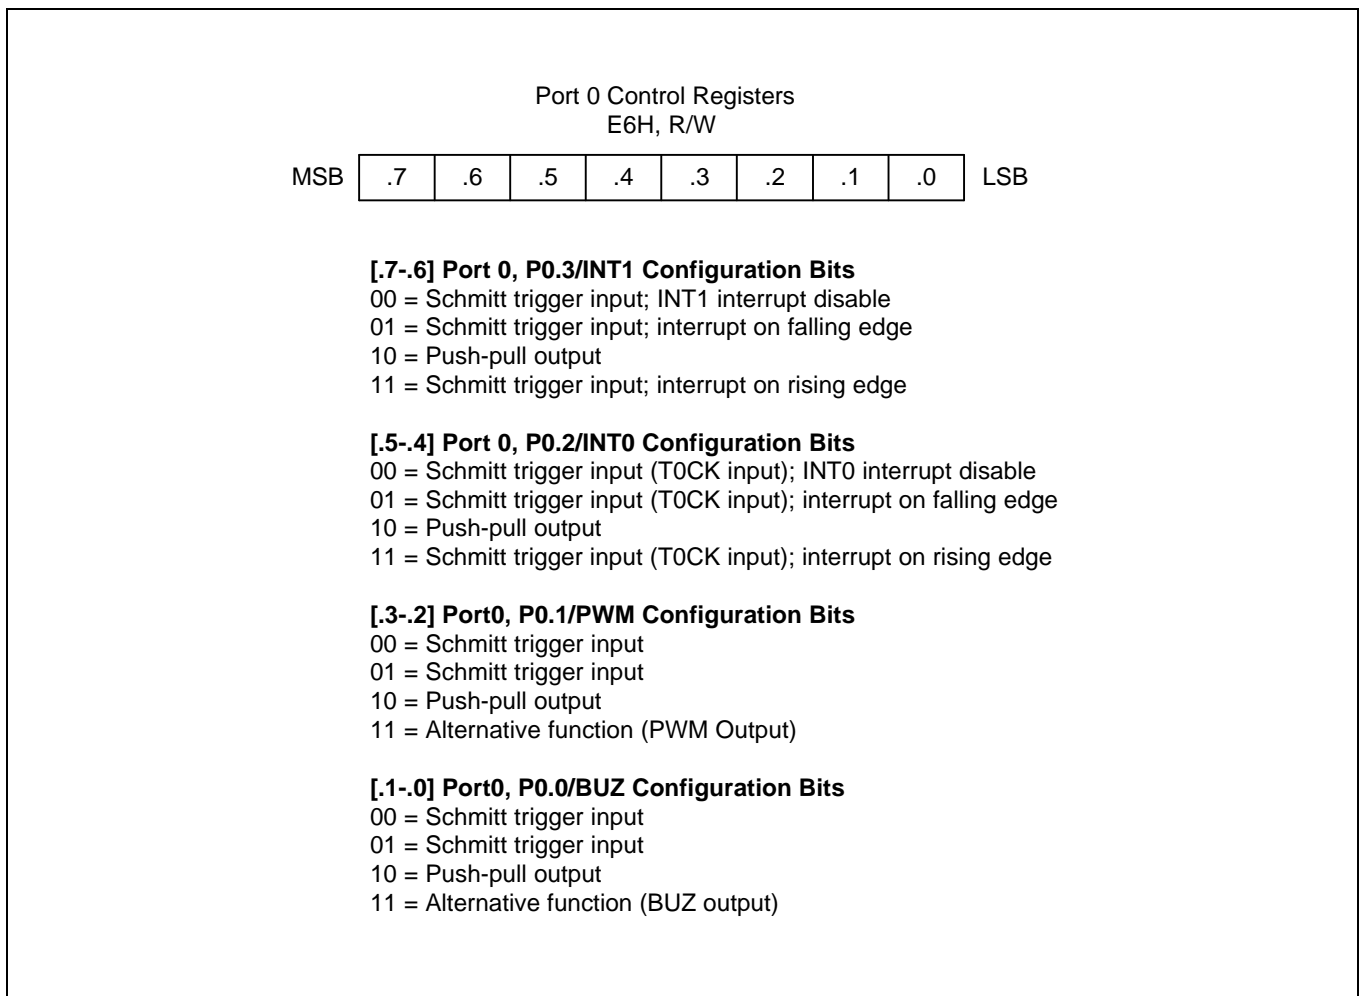 Port 0 Control Registers
E6H, R/W
MSB .7 .6 .5 .4 .3 .2 .1 .0 LSB
[.7-.6] Port 0, P0.3/INT1 Configuration Bits
00 = Schmitt trigger input; INT1 interrupt disable
01 = Schmitt trigger input; interrupt on falling edge
10 = Push-pull output
11 = Schmitt trigger input; interrupt on rising edge
[.5-.4] Port 0, P0.2/INT0 Configuration Bits
00 = Schmitt trigger input (T0CK input); INT0 interrupt disable
01 = Schmitt trigger input (T0CK input); interrupt on falling edge
10 = Push-pull output
11 = Schmitt trigger input (T0CK input); interrupt on rising edge
[.3-.2] Port0, P0.1/PWM Configuration Bits
00 = Schmitt trigger input
01 = Schmitt trigger input
10 = Push-pull output
11 = Alternative function (PWM Output)
[.1-.0] Port0, P0.0/BUZ Configuration Bits
00 = Schmitt trigger input
01 = Schmitt trigger input
10 = Push-pull output
11 = Alternative function (BUZ output)